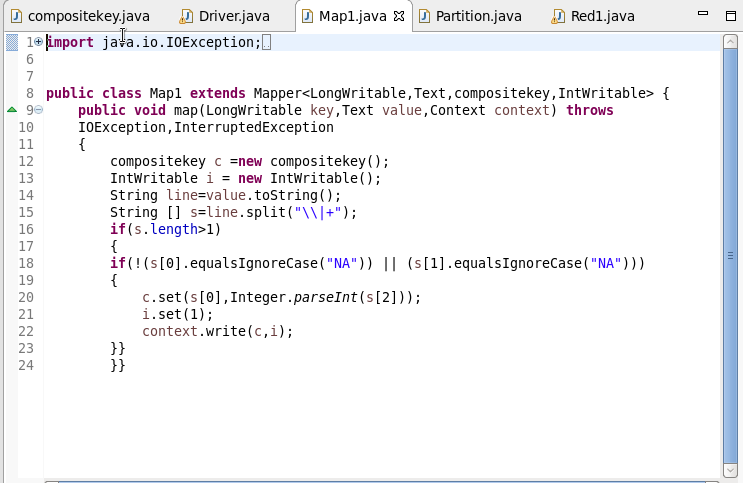 compositekey.java Driver.java Map1.java Partition.java Red1.java
1 import java.io.IOException;
6
7
8 public class Map1 extends Mapper<LongWritable,Text,compositekey,IntWritable> {
9 public void map(LongWritable key,Text value,Context context) throws
10 IOException,InterruptedException
11 {
12 compositekey c =new compositekey();
13 IntWritable i = new IntWritable();
14 String line=value.toString();
15 String [] s=line.split("\\|+");
16 if(s.length>1)
17 {
18 if(!(s[0].equalsIgnoreCase("NA")) || (s[1].equalsIgnoreCase("NA")))
19 {
20 c.set(s[0],Integer.parseInt(s[2]));
21 i.set(1);
22 context.write(c,i);
23 }}
24 }}